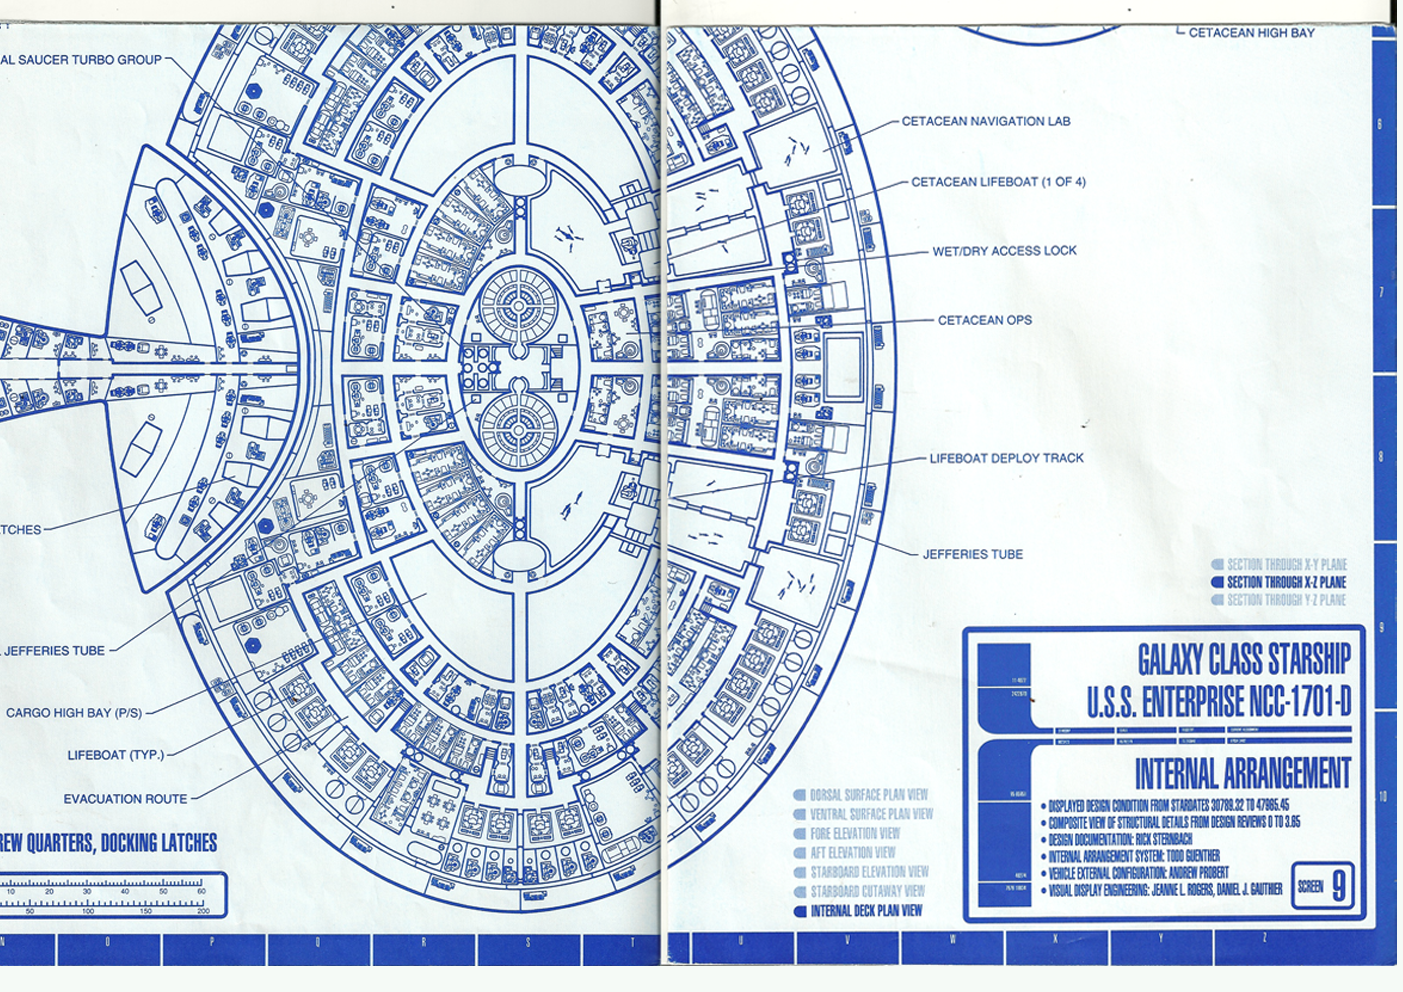 CETACEAN HIGH BAY
AL SAUCER TURBO GROUP
CETACEAN NAVIGATION LAB
CETACEAN LIFEBOAT (1 OF 4)
WET/DRY ACCESS LOCK
CETACEAN OPS
LIFEBOAT DEPLOY TRACK
TCHES
JEFFERIES TUBE
JEFFERIES TUBE
CARGO HIGH BAY (P/S)
LIFEBOAT (TYP.)
EVACUATION ROUTE
REW QUARTERS, DOCKING LATCHES
10 20 30 40 50 60
50 100 150 200
SECTION THROUGH X-Y PLANE
SECTION THROUGH X-Z PLANE
SECTION THROUGH Y-Z PLANE
DORSAL SURFACE PLAN VIEW
VENTRAL SURFACE PLAN VIEW
FORE ELEVATION VIEW
AFT ELEVATION VIEW
STARBOARD ELEVATION VIEW
STARBOARD CUTAWAY VIEW
INTERNAL DECK PLAN VIEW
GALAXY CLASS STARSHIP
U.S.S. ENTERPRISE NCC-1701-D
INTERNAL ARRANGEMENT
• DISPLAYED DESIGN CONDITION FROM STARDATES 30789.32 TO 47985.45
• COMPOSITE VIEW OF STRUCTURAL DETAILS FROM DESIGN REVIEWS 0 TO 3.65
• DESIGN DOCUMENTATION: RICK STERNBACH
• INTERNAL ARRANGEMENT SYSTEM: TODD GUENTHER
• VEHICLE EXTERNAL CONFIGURATION: ANDREW PROBERT
• VISUAL DISPLAY ENGINEERING: JEANNE L. ROGERS, DANIEL J. GAUTHIER
SCREEN 9
6
7
8
9
10
N O P Q R S T U V W X Y Z